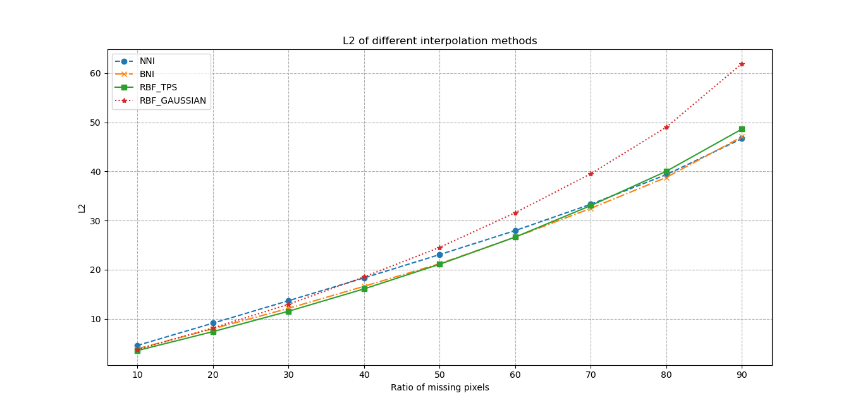 L2 of different interpolation methods
NNI
BNI
RBF_TPS
RBF_GAUSSIAN
60
50
40
30
20
10
L2
10 20 30 40 50 60 70 80 90
Ratio of missing pixels